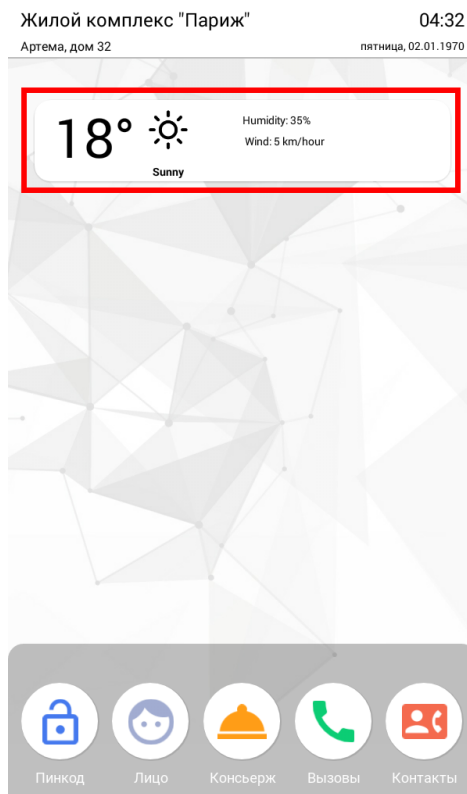 Жилой комплекс "Париж" 04:32
Артема, дом 32 пятница, 02.01.1970
18° Humidity: 35%
Wind: 5 km/hour
Sunny
Пинкод Лицо Консьерж Вызовы Контакты